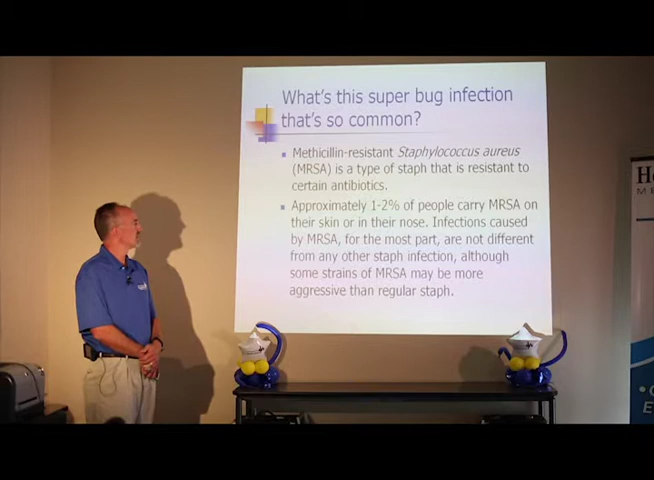 What's this super bug infection
that's so common?
Methicillin-resistant Staphylococcus aureus
(MRSA) is a type of staph that is resistant to
certain antibiotics.
Approximately 1-2% of people carry MRSA on
their skin or in their nose. Infections caused
by MRSA, for the most part, are not different
from any other staph infection, although
some strains of MRSA may be more
aggressive than regular staph.